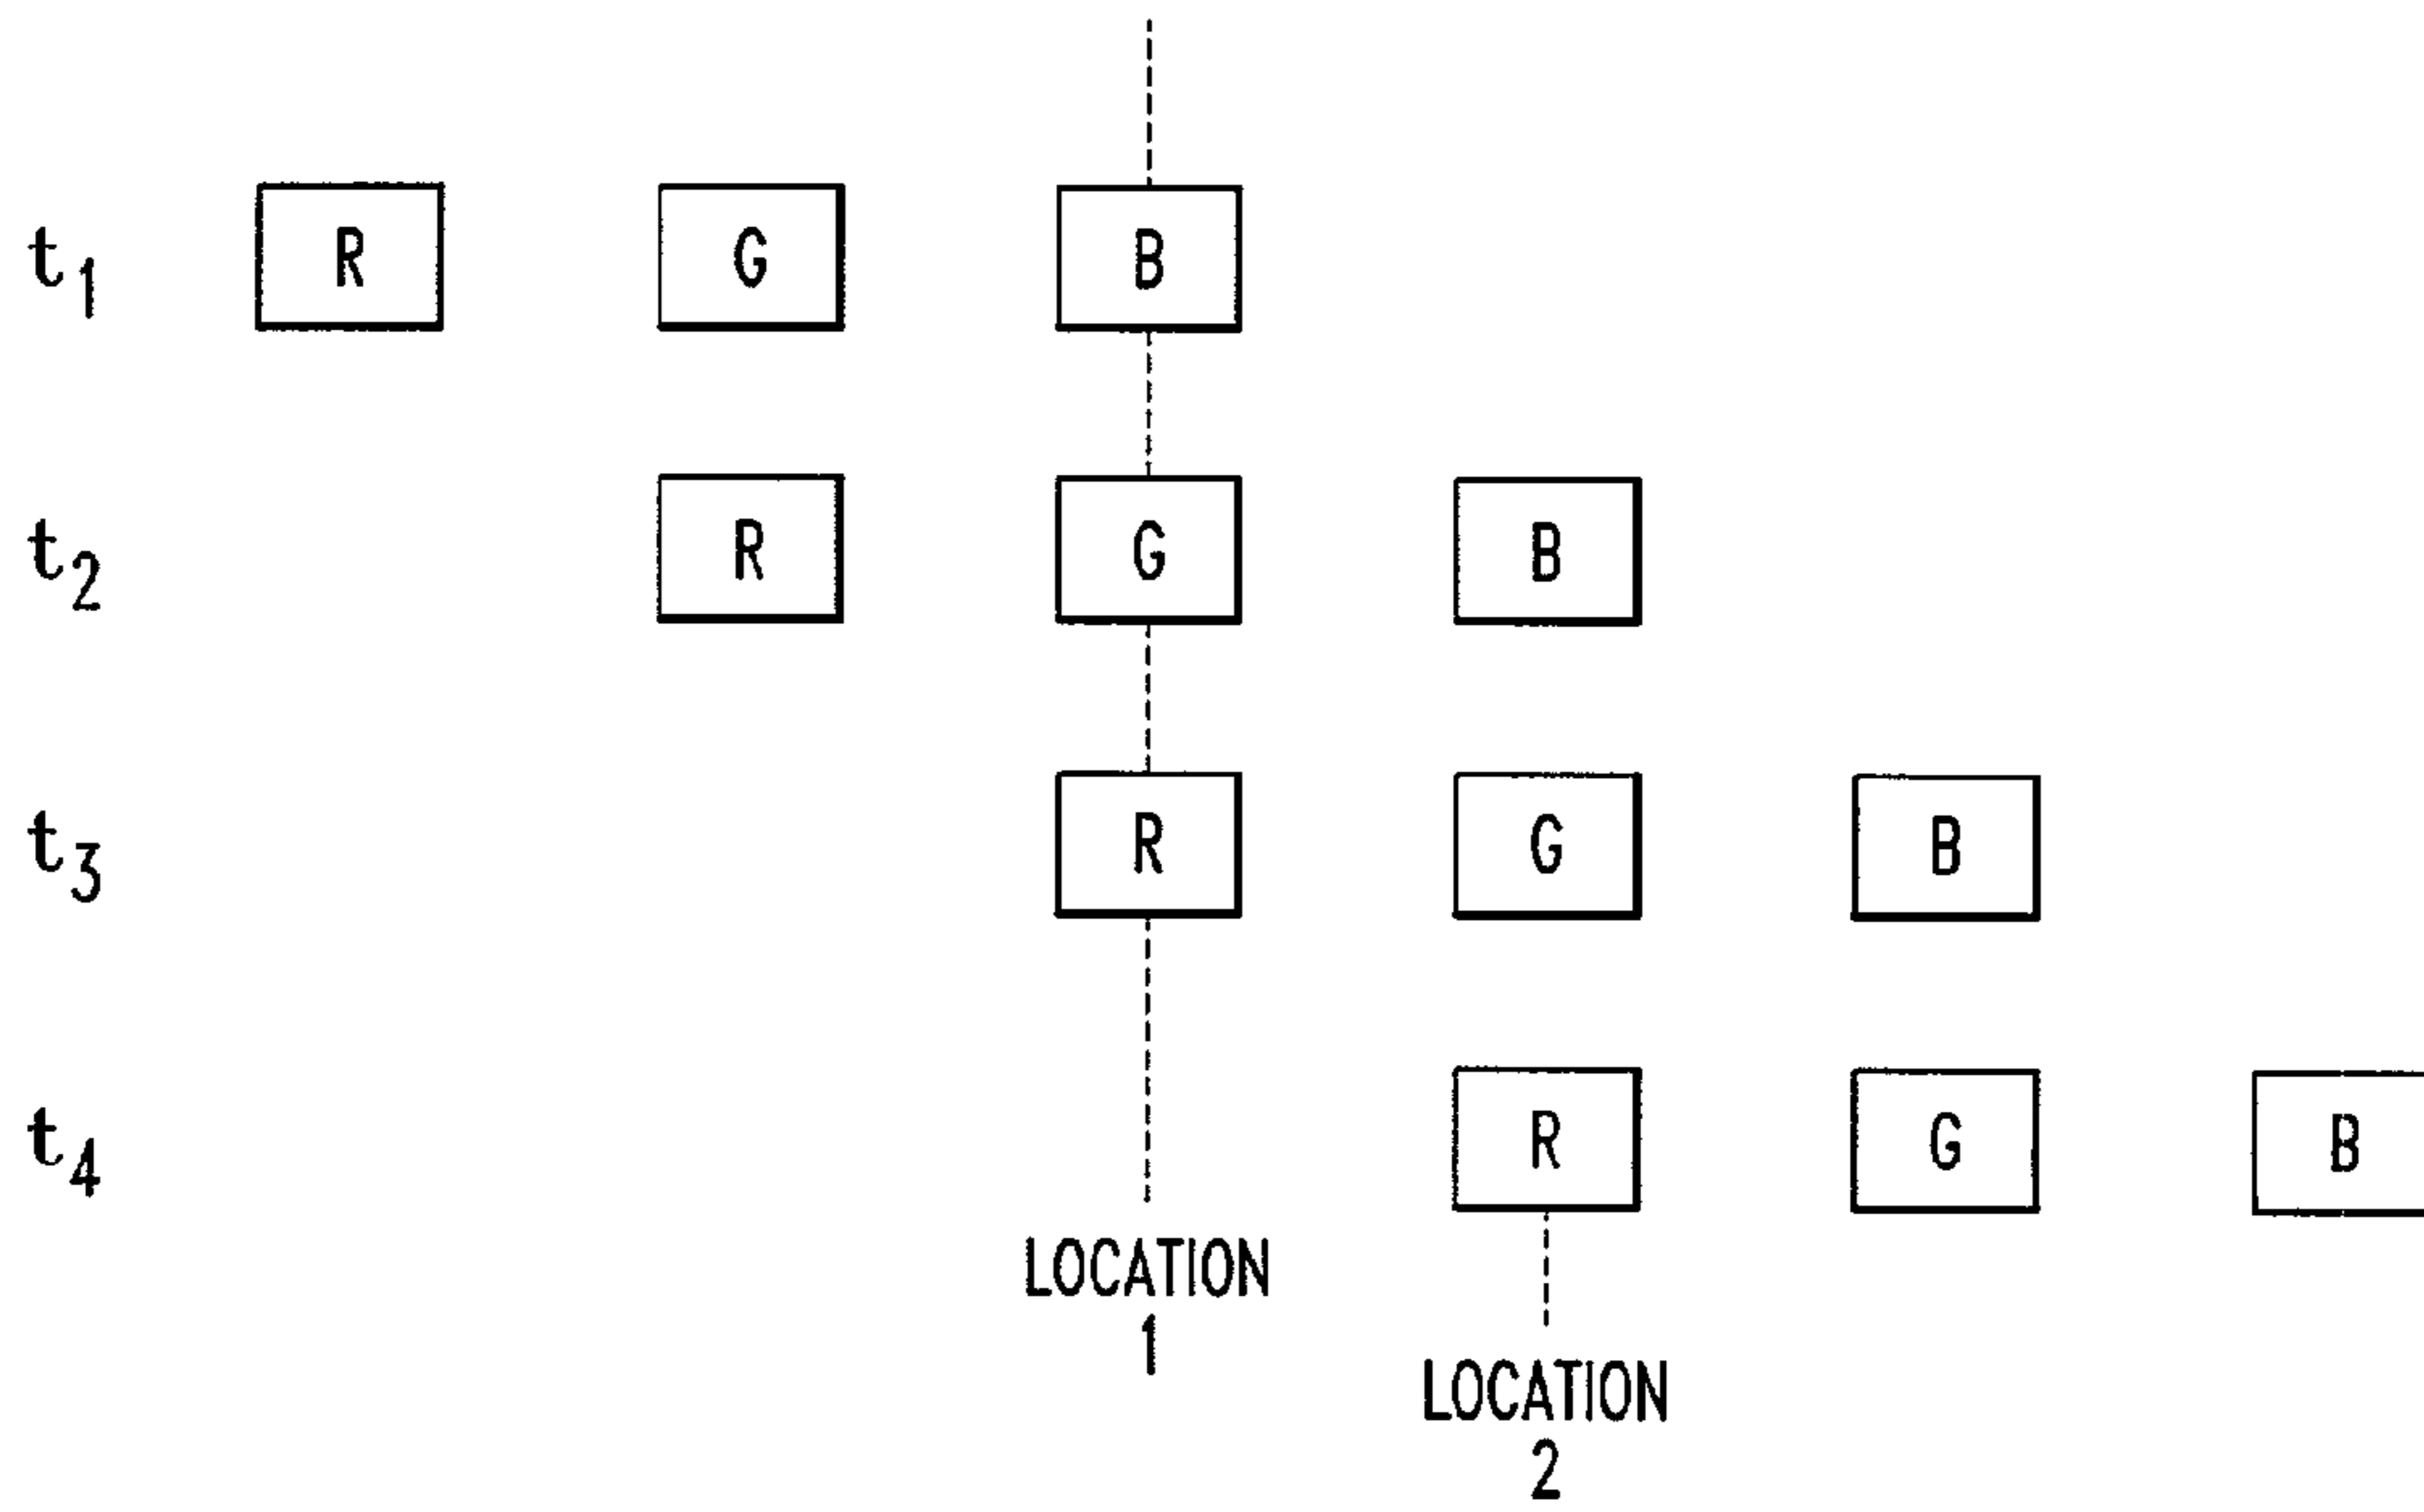 t1 R G B
t2 R G B
t3 R G B
t4 R G B
LOCATION
1
LOCATION
2